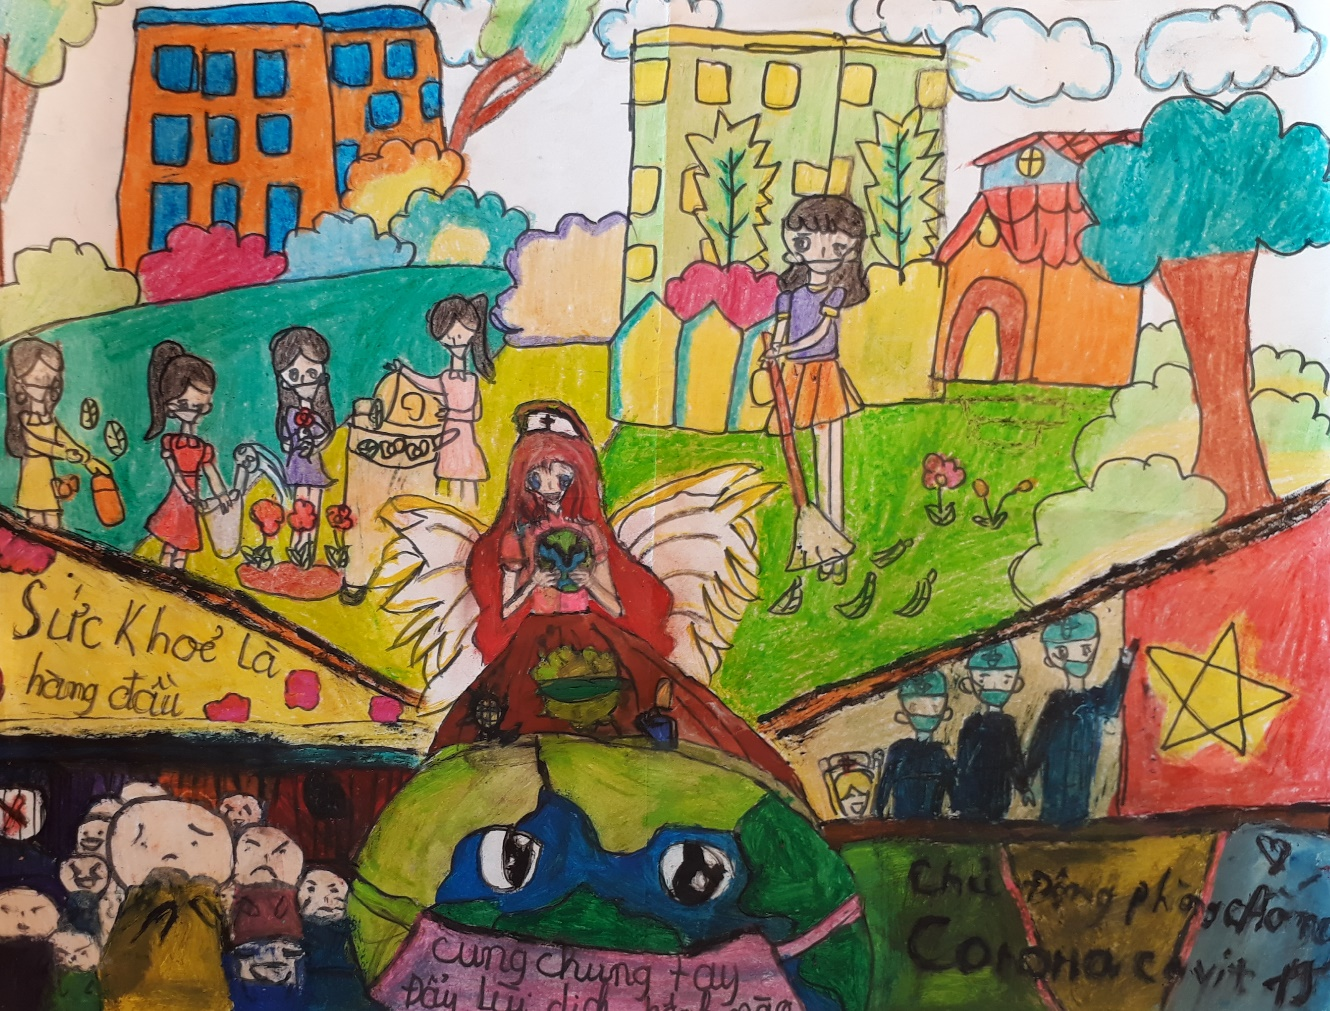 Sức Khoẻ Là
hàng đầu
Chủ Động phòng chống
Corona covit 19
Cùng chung tay
Đẩy Lùi dịch